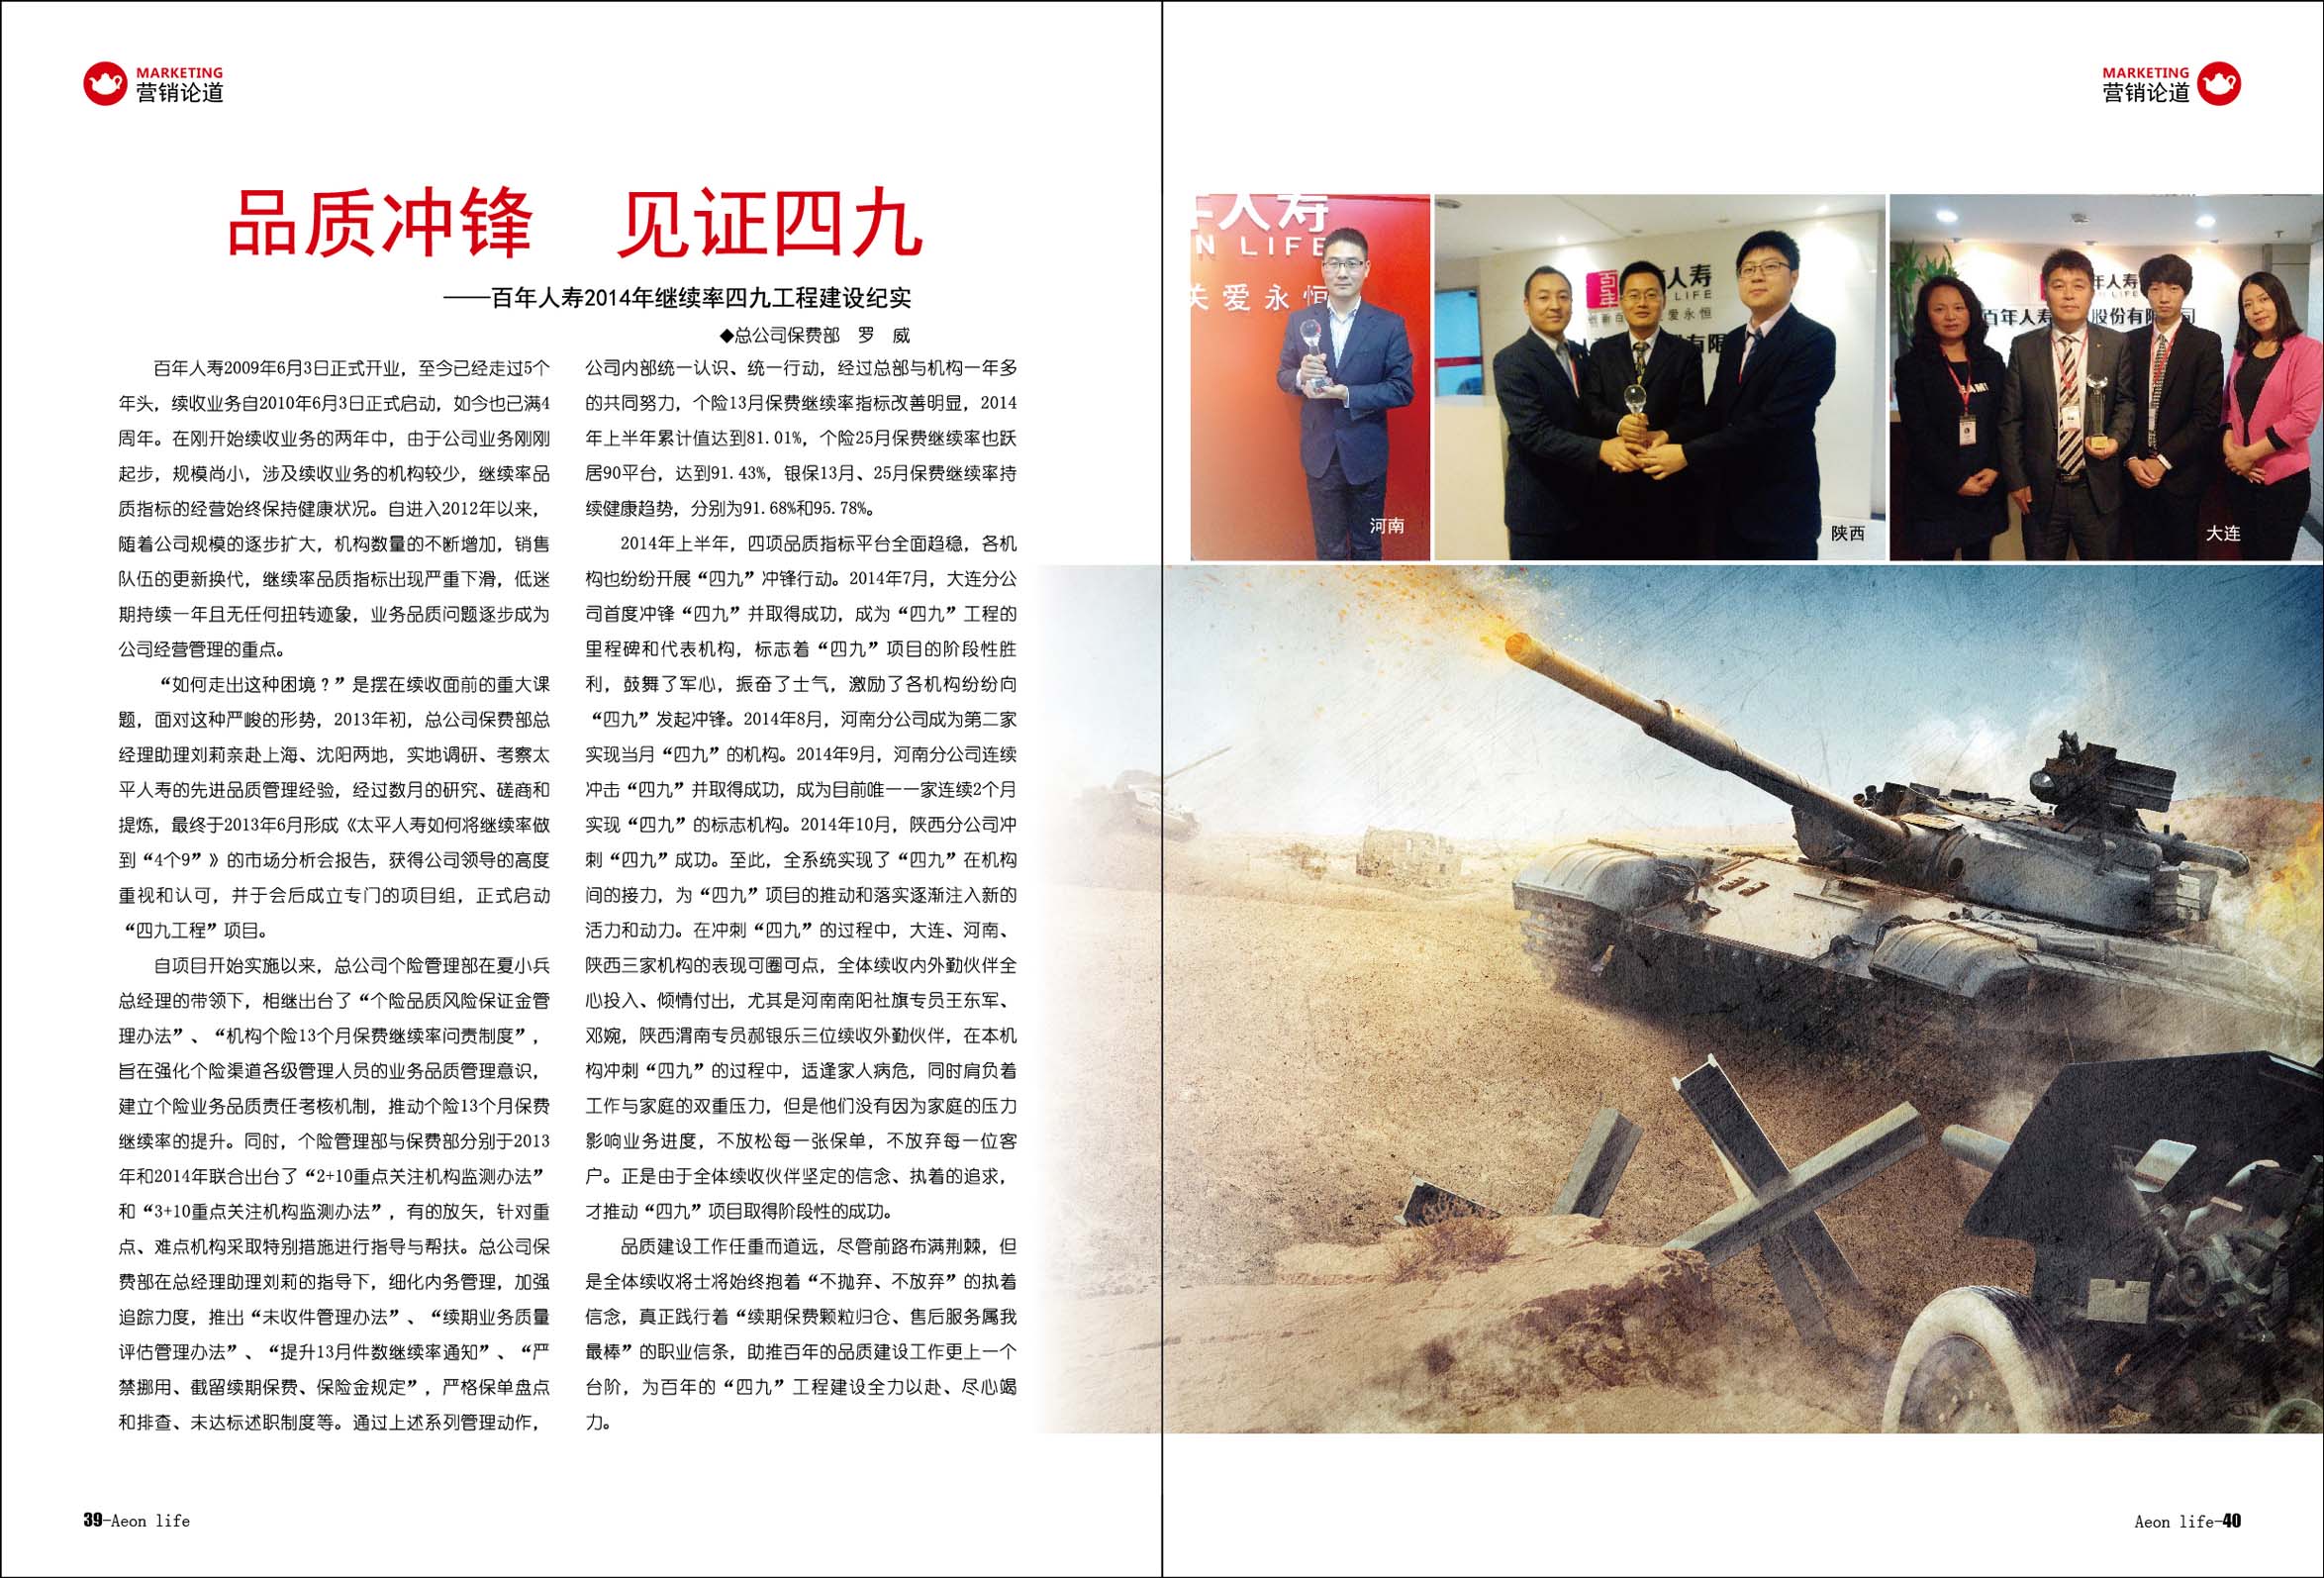 MARKETING
营销论道
品质冲锋　见证四九
——百年人寿2014年继续率四九工程建设纪实
◆总公司保费部　罗　威
百年人寿2009年6月3日正式开业，至今已经走过5个
年头，续收业务自2010年6月3日正式启动，如今也已满4
周年。在刚开始续收业务的两年中，由于公司业务刚刚
起步，规模尚小，涉及续收业务的机构较少，继续率品
质指标的经营始终保持健康状况。自进入2012年以来，
随着公司规模的逐步扩大，机构数量的不断增加，销售
队伍的更新换代，继续率品质指标出现严重下滑，低迷
期持续一年且无任何扭转迹象，业务品质问题逐步成为
公司经营管理的重点。
“如何走出这种困境？”是摆在续收面前的重大课
题，面对这种严峻的形势，2013年初，总公司保费部总
经理助理刘莉亲赴上海、沈阳两地，实地调研、考察太
平人寿的先进品质管理经验，经过数月的研究、磋商和
提炼，最终于2013年6月形成《太平人寿如何将继续率做
到“4个9”》的市场分析会报告，获得公司领导的高度
重视和认可，并于会后成立专门的项目组，正式启动
“四九工程”项目。
自项目开始实施以来，总公司个险管理部在夏小兵
总经理的带领下，相继出台了“个险品质风险保证金管
理办法”、“机构个险13个月保费继续率问责制度”，
旨在强化个险渠道各级管理人员的业务品质管理意识，
建立个险业务品质责任考核机制，推动个险13个月保费
继续率的提升。同时，个险管理部与保费部分别于2013
年和2014年联合出台了“2+10重点关注机构监测办法”
和“3+10重点关注机构监测办法”，有的放矢，针对重
点、难点机构采取特别措施进行指导与帮扶。总公司保
费部在总经理助理刘莉的指导下，细化内务管理，加强
追踪力度，推出“未收件管理办法”、“续期业务质量
评估管理办法”、“提升13月件数继续率通知”、“严
禁挪用、截留续期保费、保险金规定”，严格保单盘点
和排查、未达标述职制度等。通过上述系列管理动作，
公司内部统一认识、统一行动，经过总部与机构一年多
的共同努力，个险13月保费继续率指标改善明显，2014
年上半年累计值达到81.01%，个险25月保费继续率也跃
居90平台，达到91.43%，银保13月、25月保费继续率持
续健康趋势，分别为91.68%和95.78%。
2014年上半年，四项品质指标平台全面趋稳，各机
构也纷纷开展“四九”冲锋行动。2014年7月，大连分公
司首度冲锋“四九”并取得成功，成为“四九”工程的
里程碑和代表机构，标志着“四九”项目的阶段性胜
利，鼓舞了军心，振奋了士气，激励了各机构纷纷向
“四九”发起冲锋。2014年8月，河南分公司成为第二家
实现当月“四九”的机构。2014年9月，河南分公司连续
冲击“四九”并取得成功，成为目前唯一一家连续2个月
实现“四九”的标志机构。2014年10月，陕西分公司冲
刺“四九”成功。至此，全系统实现了“四九”在机构
间的接力，为“四九”项目的推动和落实逐渐注入新的
活力和动力。在冲刺“四九”的过程中，大连、河南、
陕西三家机构的表现可圈可点，全体续收内外勤伙伴全
心投入、倾情付出，尤其是河南南阳社旗专员王东军、
邓婉，陕西渭南专员郝银乐三位续收外勤伙伴，在本机
构冲刺“四九”的过程中，适逢家人病危，同时肩负着
工作与家庭的双重压力，但是他们没有因为家庭的压力
影响业务进度，不放松每一张保单，不放弃每一位客
户。正是由于全体续收伙伴坚定的信念、执着的追求，
才推动“四九”项目取得阶段性的成功。
品质建设工作任重而道远，尽管前路布满荆棘，但
是全体续收将士将始终抱着“不抛弃、不放弃”的执着
信念，真正践行着“续期保费颗粒归仓、售后服务属我
最棒”的职业信条，助推百年的品质建设工作更上一个
台阶，为百年的“四九”工程建设全力以赴、尽心竭
力。
39-Aeon life
MARKETING
营销论道
人寿
N LIFE
关爱永恒
河南
百年
人寿
LIFE
爱永恒
有限
陕西
年人寿
百年人寿
股份有限
司
大连
Aeon life-40